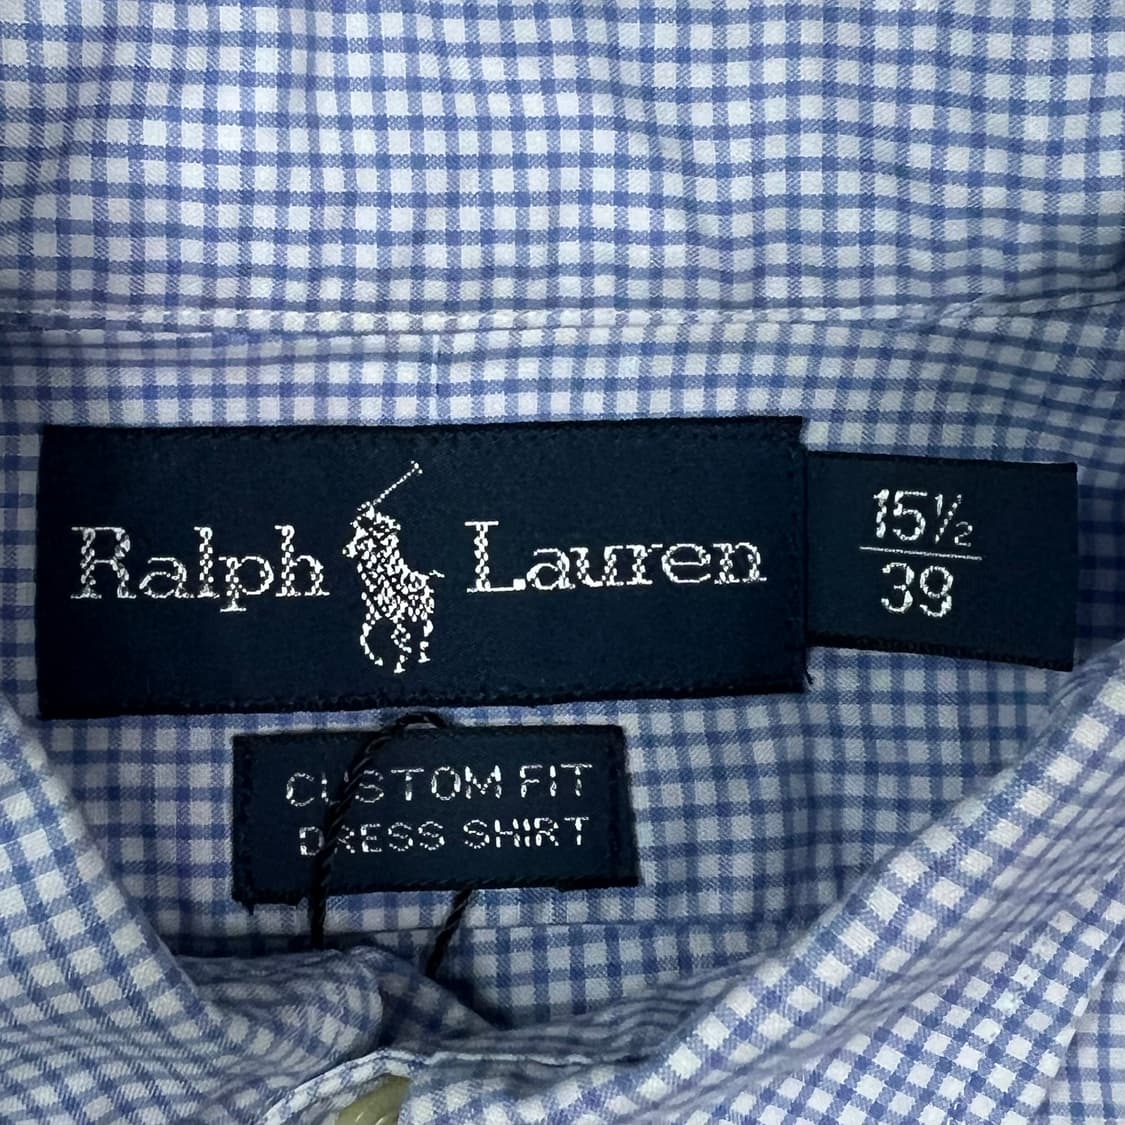 Ralph Lauren
15½
39
CUSTOM FIT
DRESS SHIRT